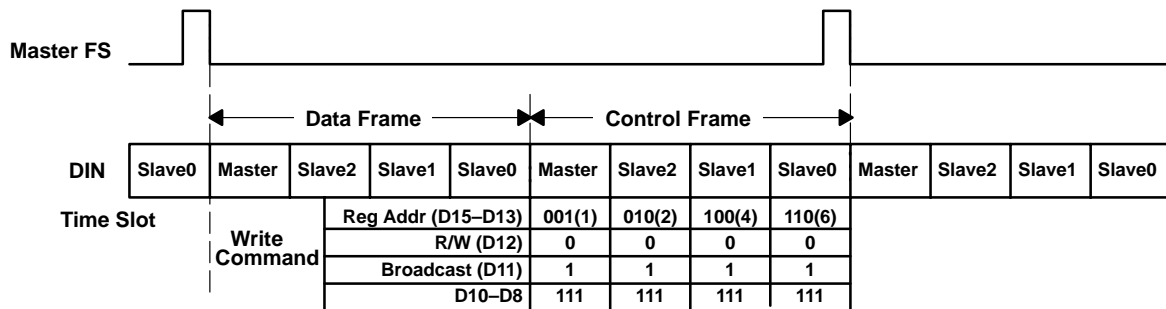 Master FS
Data Frame Control Frame
DIN Slave0 Master Slave2 Slave1 Slave0 Master Slave2 Slave1 Slave0 Master Slave2 Slave1 Slave0
Time Slot
Write Command
Reg Addr (D15–D13) 001(1) 010(2) 100(4) 110(6)
R/W (D12) 0 0 0 0
Broadcast (D11) 1 1 1 1
D10–D8 111 111 111 111